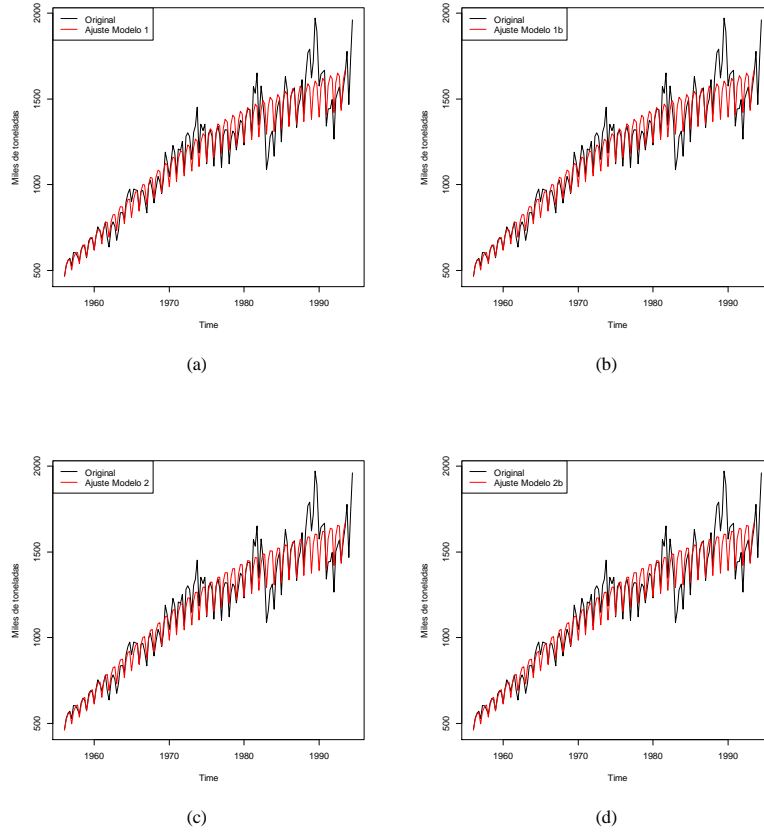 Original
Ajuste Modelo 1
Miles de toneladas
2000
1500
1000
500
1960 1970 1980 1990
Time
(a)
Original
Ajuste Modelo 1b
Miles de toneladas
2000
1500
1000
500
1960 1970 1980 1990
Time
(b)
Original
Ajuste Modelo 2
Miles de toneladas
2000
1500
1000
500
1960 1970 1980 1990
Time
(c)
Original
Ajuste Modelo 2b
Miles de toneladas
2000
1500
1000
500
1960 1970 1980 1990
Time
(d)